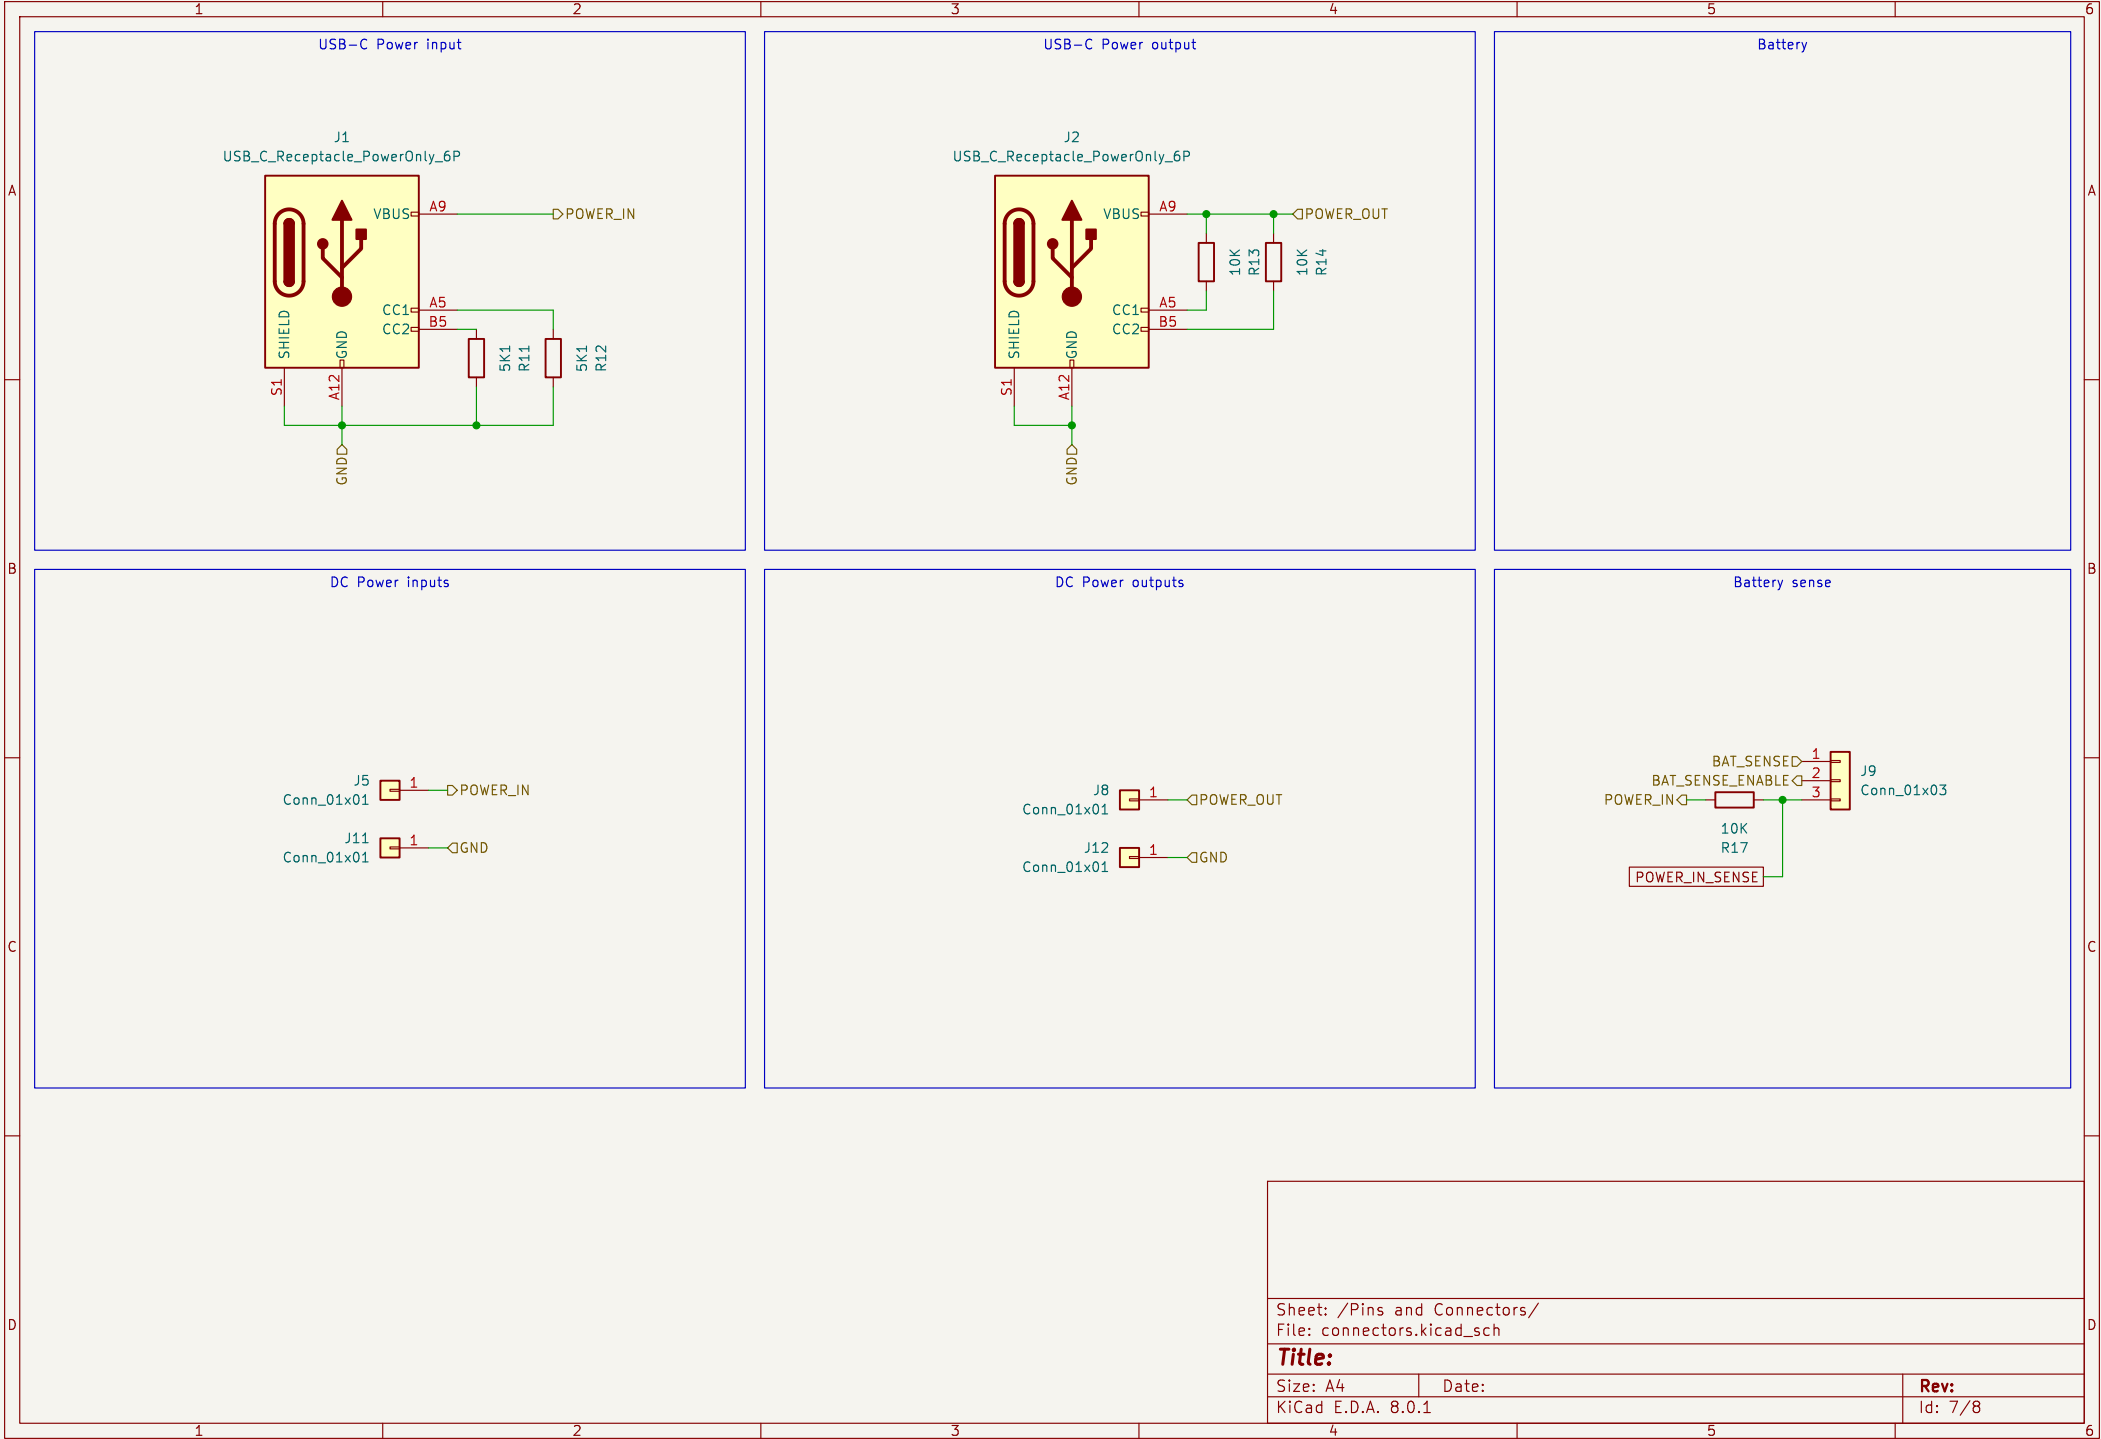 1 2 3 4 5 6
USB-C Power input
J1
USB_C_Receptacle_PowerOnly_6P
VBUS
A9
POWER_IN
CC1
A5
CC2
B5
SHIELD
GND
S1
A12
5K1
R11
5K1
R12
GND
USB-C Power output
J2
USB_C_Receptacle_PowerOnly_6P
VBUS
A9
POWER_OUT
10K
R13
10K
R14
CC1
A5
CC2
B5
SHIELD
GND
S1
A12
GND
Battery
A
A
B
B
DC Power inputs
J5
Conn_01x01
1
POWER_IN
J11
Conn_01x01
1
GND
DC Power outputs
J8
Conn_01x01
1
POWER_OUT
J12
Conn_01x01
1
GND
Battery sense
BAT_SENSE
1
BAT_SENSE_ENABLE
2
POWER_IN
3
J9
Conn_01x03
10K
R17
POWER_IN_SENSE
C
C
D
D
Sheet: /Pins and Connectors/
File: connectors.kicad_sch
Title:
Size: A4
Date:
Rev:
KiCad E.D.A. 8.0.1
Id: 7/8
1 2 3 4 5 6